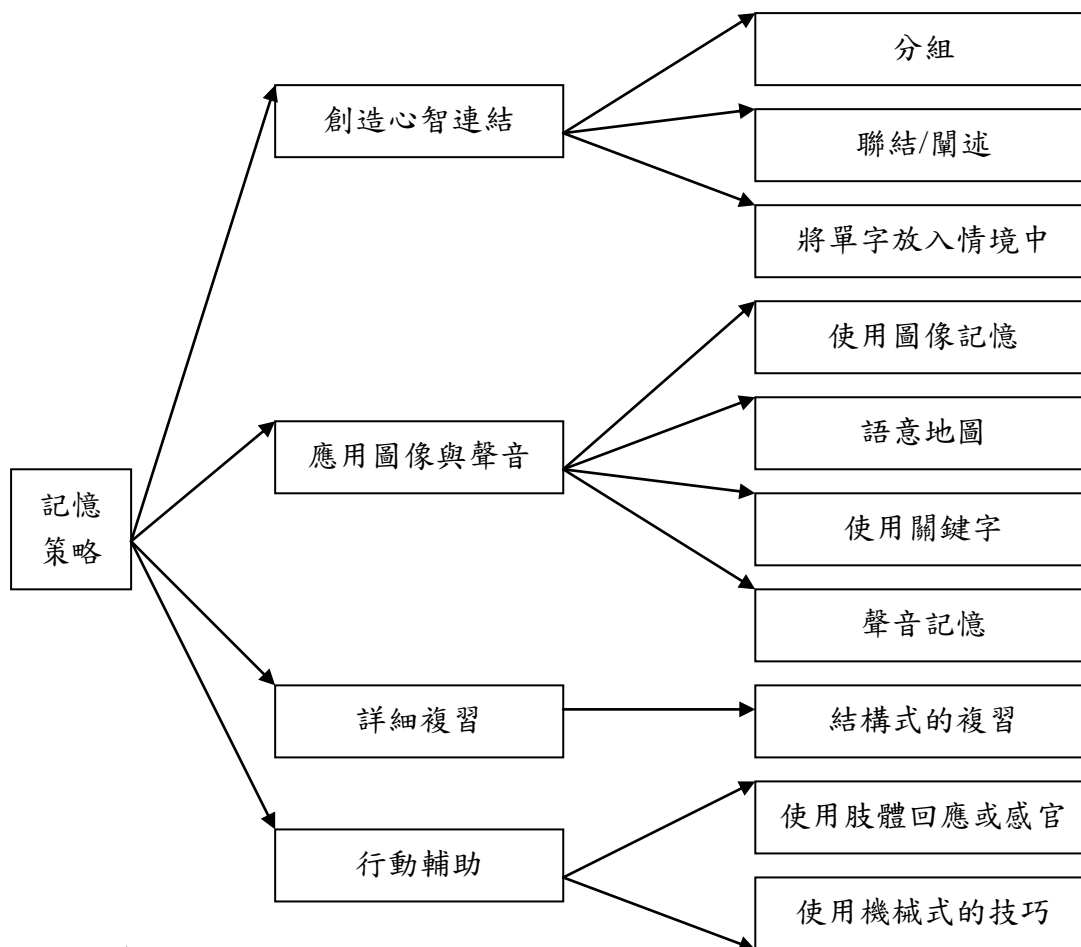 記憶
策略
創造心智連結
分組
聯結/闡述
將單字放入情境中
應用圖像與聲音
使用圖像記憶
語意地圖
使用關鍵字
聲音記憶
詳細複習
結構式的複習
行動輔助
使用肢體回應或感官
使用機械式的技巧